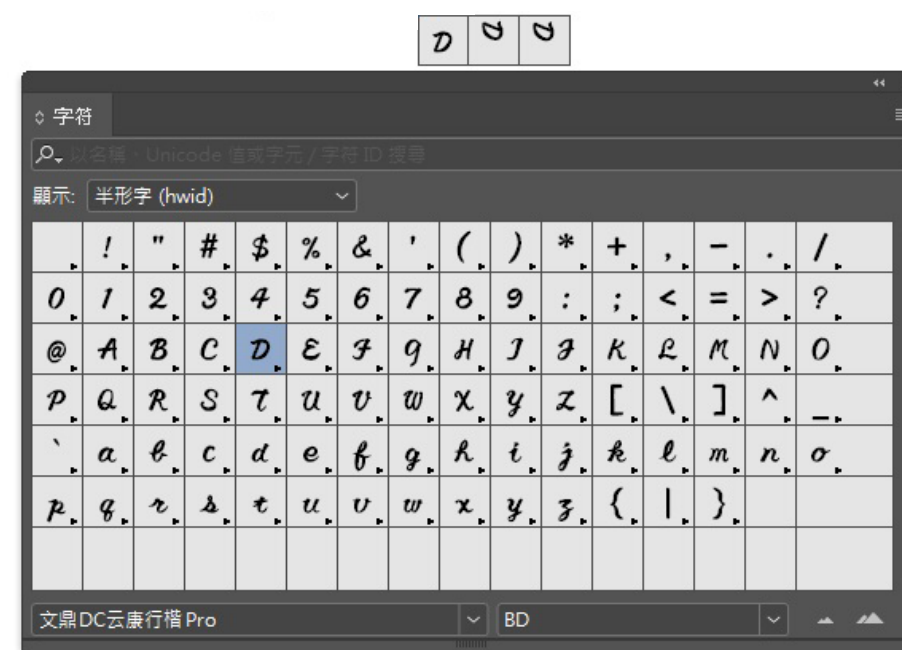 D D D
字符
以名稱、Unicode 值或字元 / 字符 ID 搜尋
顯示: 半形字 (hwid)
! " # $ % & ' ( ) * + , - . /
0 1 2 3 4 5 6 7 8 9 : ; < = > ?
@ A B C D E F G H I J K L M N O
P Q R S T U V W X Y Z [ \ ] ^ _
` a b c d e f g h i j k l m n o
p q r s t u v w x y z { | }
文鼎DC云康行楷 Pro BD